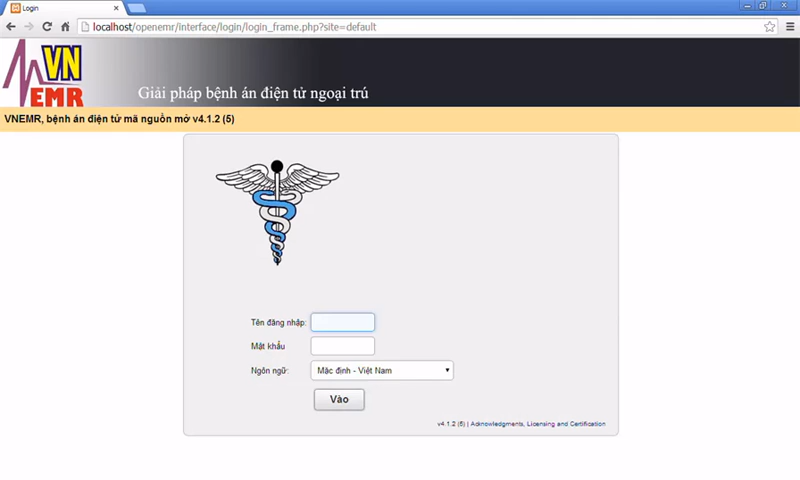 Login
localhost/openemr/interface/login/login_frame.php?site=default
VN
EMR
Giải pháp bệnh án điện tử ngoại trú
VNEMR, bệnh án điện tử mã nguồn mở v4.1.2 (5)
Tên đăng nhập:
Mật khẩu
Ngôn ngữ:
Mặc định - Việt Nam
Vào
v4.1.2 (5) | Acknowledgments, Licensing and Certification